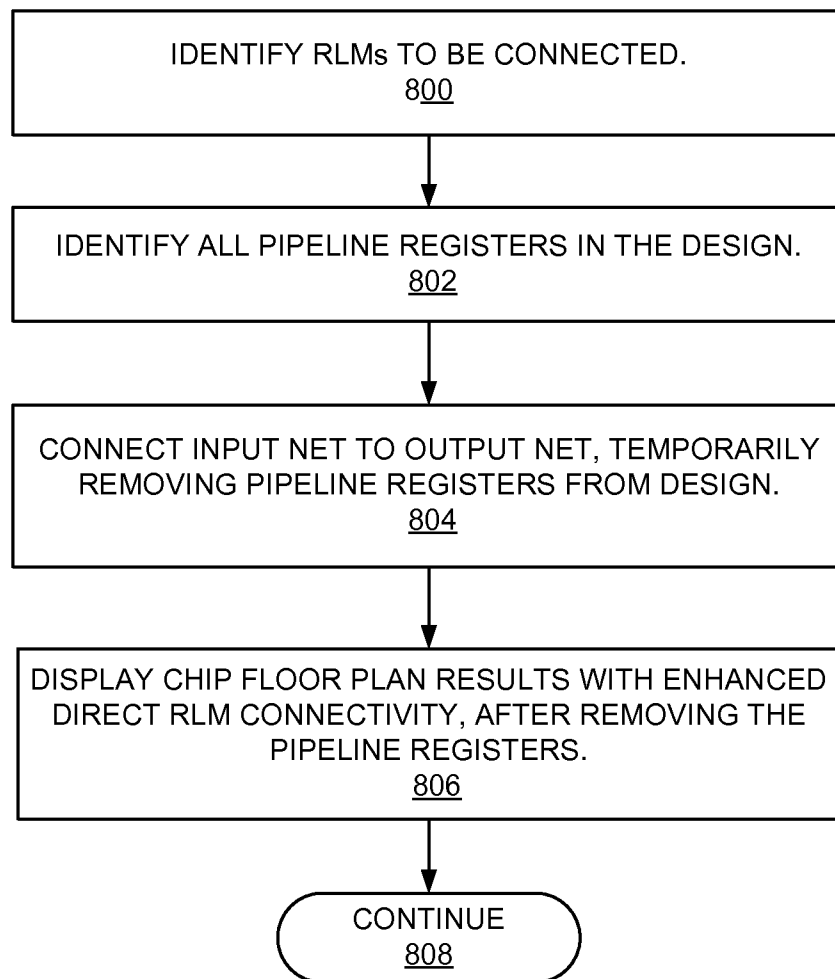 IDENTIFY RLMs TO BE CONNECTED.
800
IDENTIFY ALL PIPELINE REGISTERS IN THE DESIGN.
802
CONNECT INPUT NET TO OUTPUT NET, TEMPORARILY
REMOVING PIPELINE REGISTERS FROM DESIGN.
804
DISPLAY CHIP FLOOR PLAN RESULTS WITH ENHANCED
DIRECT RLM CONNECTIVITY, AFTER REMOVING THE
PIPELINE REGISTERS.
806
CONTINUE
808